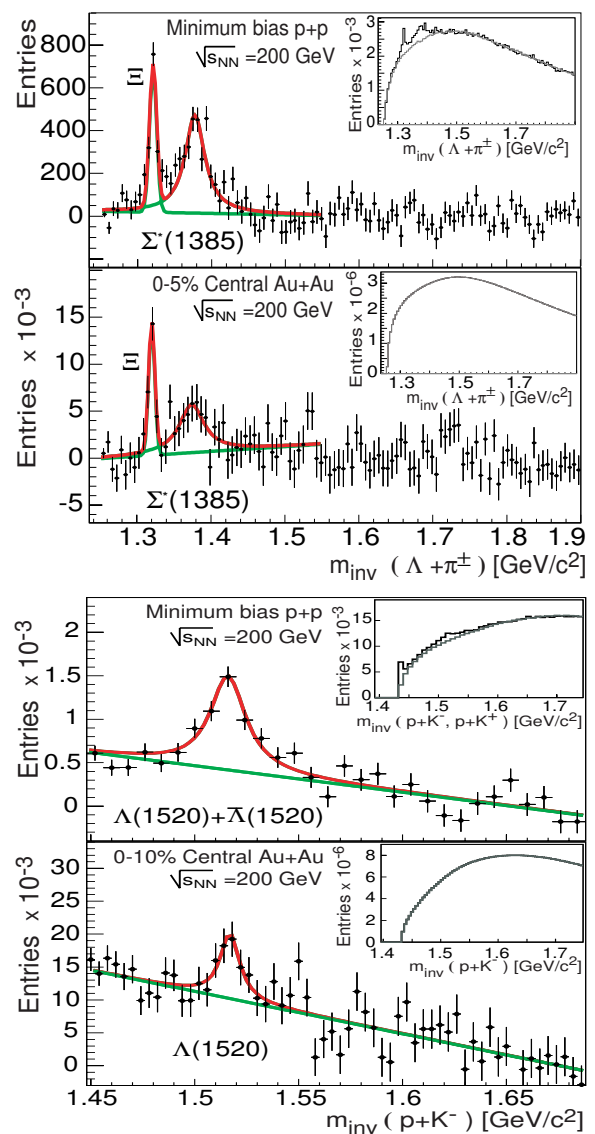 Minimum bias p+p
√sNN =200 GeV
Entries
800
600
400
200
0
Ξ
Σ*(1385)
Entries × 10-3
3
2
1
0
1.3 1.5 1.7
minv (Λ+π±) [GeV/c2]
0-5% Central Au+Au
√sNN =200 GeV
Entries × 10-3
15
10
5
0
-5
Ξ
Σ*(1385)
Entries × 10-6
3
2
1
0
1.3 1.5 1.7
minv (Λ+π±) [GeV/c2]
1.3 1.4 1.5 1.6 1.7 1.8 1.9
minv (Λ+π±) [GeV/c2]
Minimum bias p+p
√sNN =200 GeV
Entries × 10-3
2
1.5
1
0.5
0
Λ(1520)+Λ̅(1520)
Entries × 10-3
15
10
5
0
1.4 1.5 1.6 1.7
minv (p+K-, p+K+) [GeV/c2]
0-10% Central Au+Au
√sNN =200 GeV
Entries × 10-3
30
25
20
15
10
5
0
Λ(1520)
Entries × 10-6
8
6
4
2
0
1.4 1.5 1.6 1.7
minv (p+K-) [GeV/c2]
1.45 1.5 1.55 1.6 1.65
minv (p+K-) [GeV/c2]